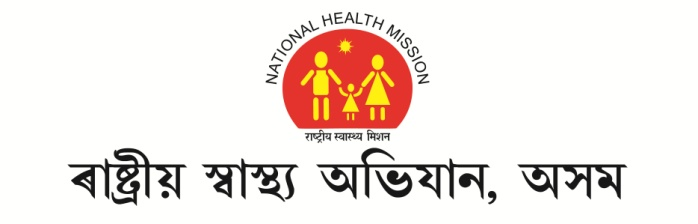 NATIONAL HEALTH MISSION
राष्ट्रीय स्वास्थ्य मिशन
ৰাষ্ট্ৰীয় স্বাস্থ্য অভিযান, অসম